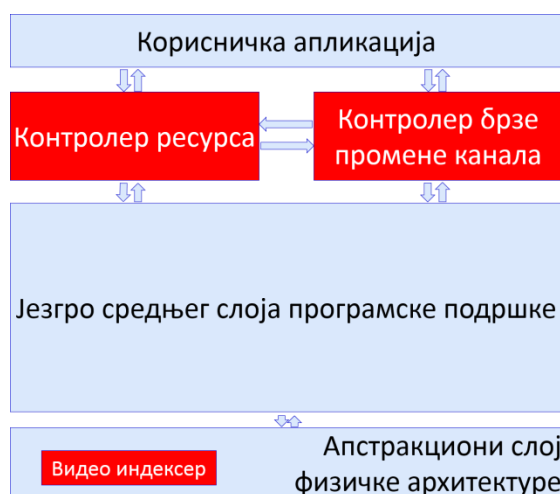 Корисничка апликација
Контролер ресурса
Контролер брзе
промене канала
Језгро средњег слоја програмске подршке
Апстракциони слој
физичке архитектуре
Видео индексер